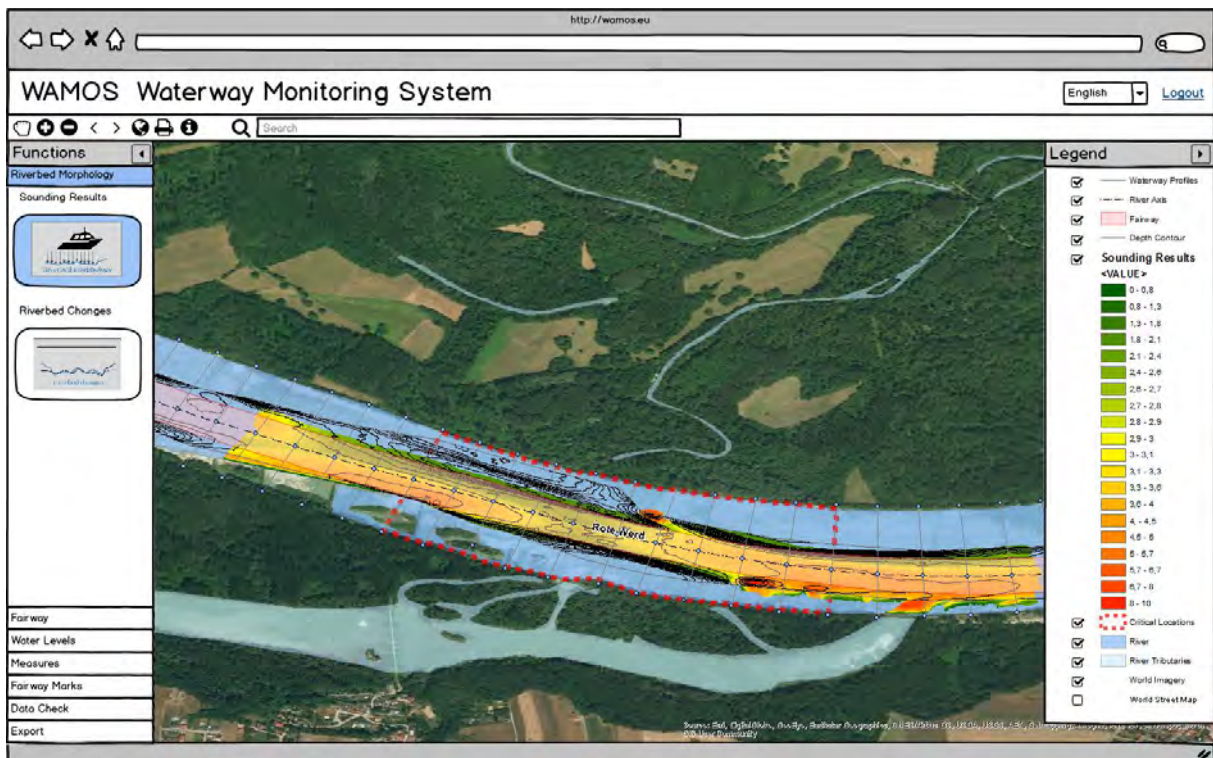 http://wamos.eu
WAMOS Waterway Monitoring System
English
Logout
Search
Functions
Riverbed Morphology
Sounding Results
Riverbed Changes
Fairway
Water Levels
Measures
Fairway Marks
Data Check
Export
Rote Werd
Legend
Waterway Profiles
River Axis
Fairway
Depth Contour
Sounding Results
<VALUE>
0 - 0,8
0,8 - 1,3
1,3 - 1,8
1,8 - 2,1
2,1 - 2,4
2,4 - 2,6
2,6 - 2,7
2,7 - 2,8
2,8 - 2,9
2,9 - 3
3 - 3,1
3,1 - 3,3
3,3 - 3,6
3,6 - 4
4, - 4,5
4,5 - 5
5 - 5,7
5,7 - 6,7
6,7 - 8
8 - 10
Critical Locations
River
River Tributaries
World Imagery
World Street Map